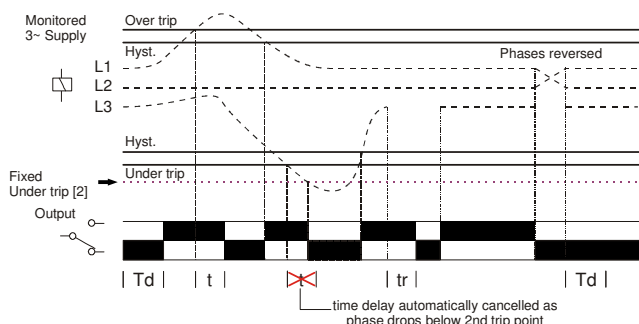 Monitored
3~ Supply
Over trip
Hyst.
L1
L2
L3
Phases reversed
Hyst.
Under trip
Fixed
Under trip [2]
Output
Td
t
t
tr
Td
time delay automatically cancelled as
phase drops below 2nd trip point